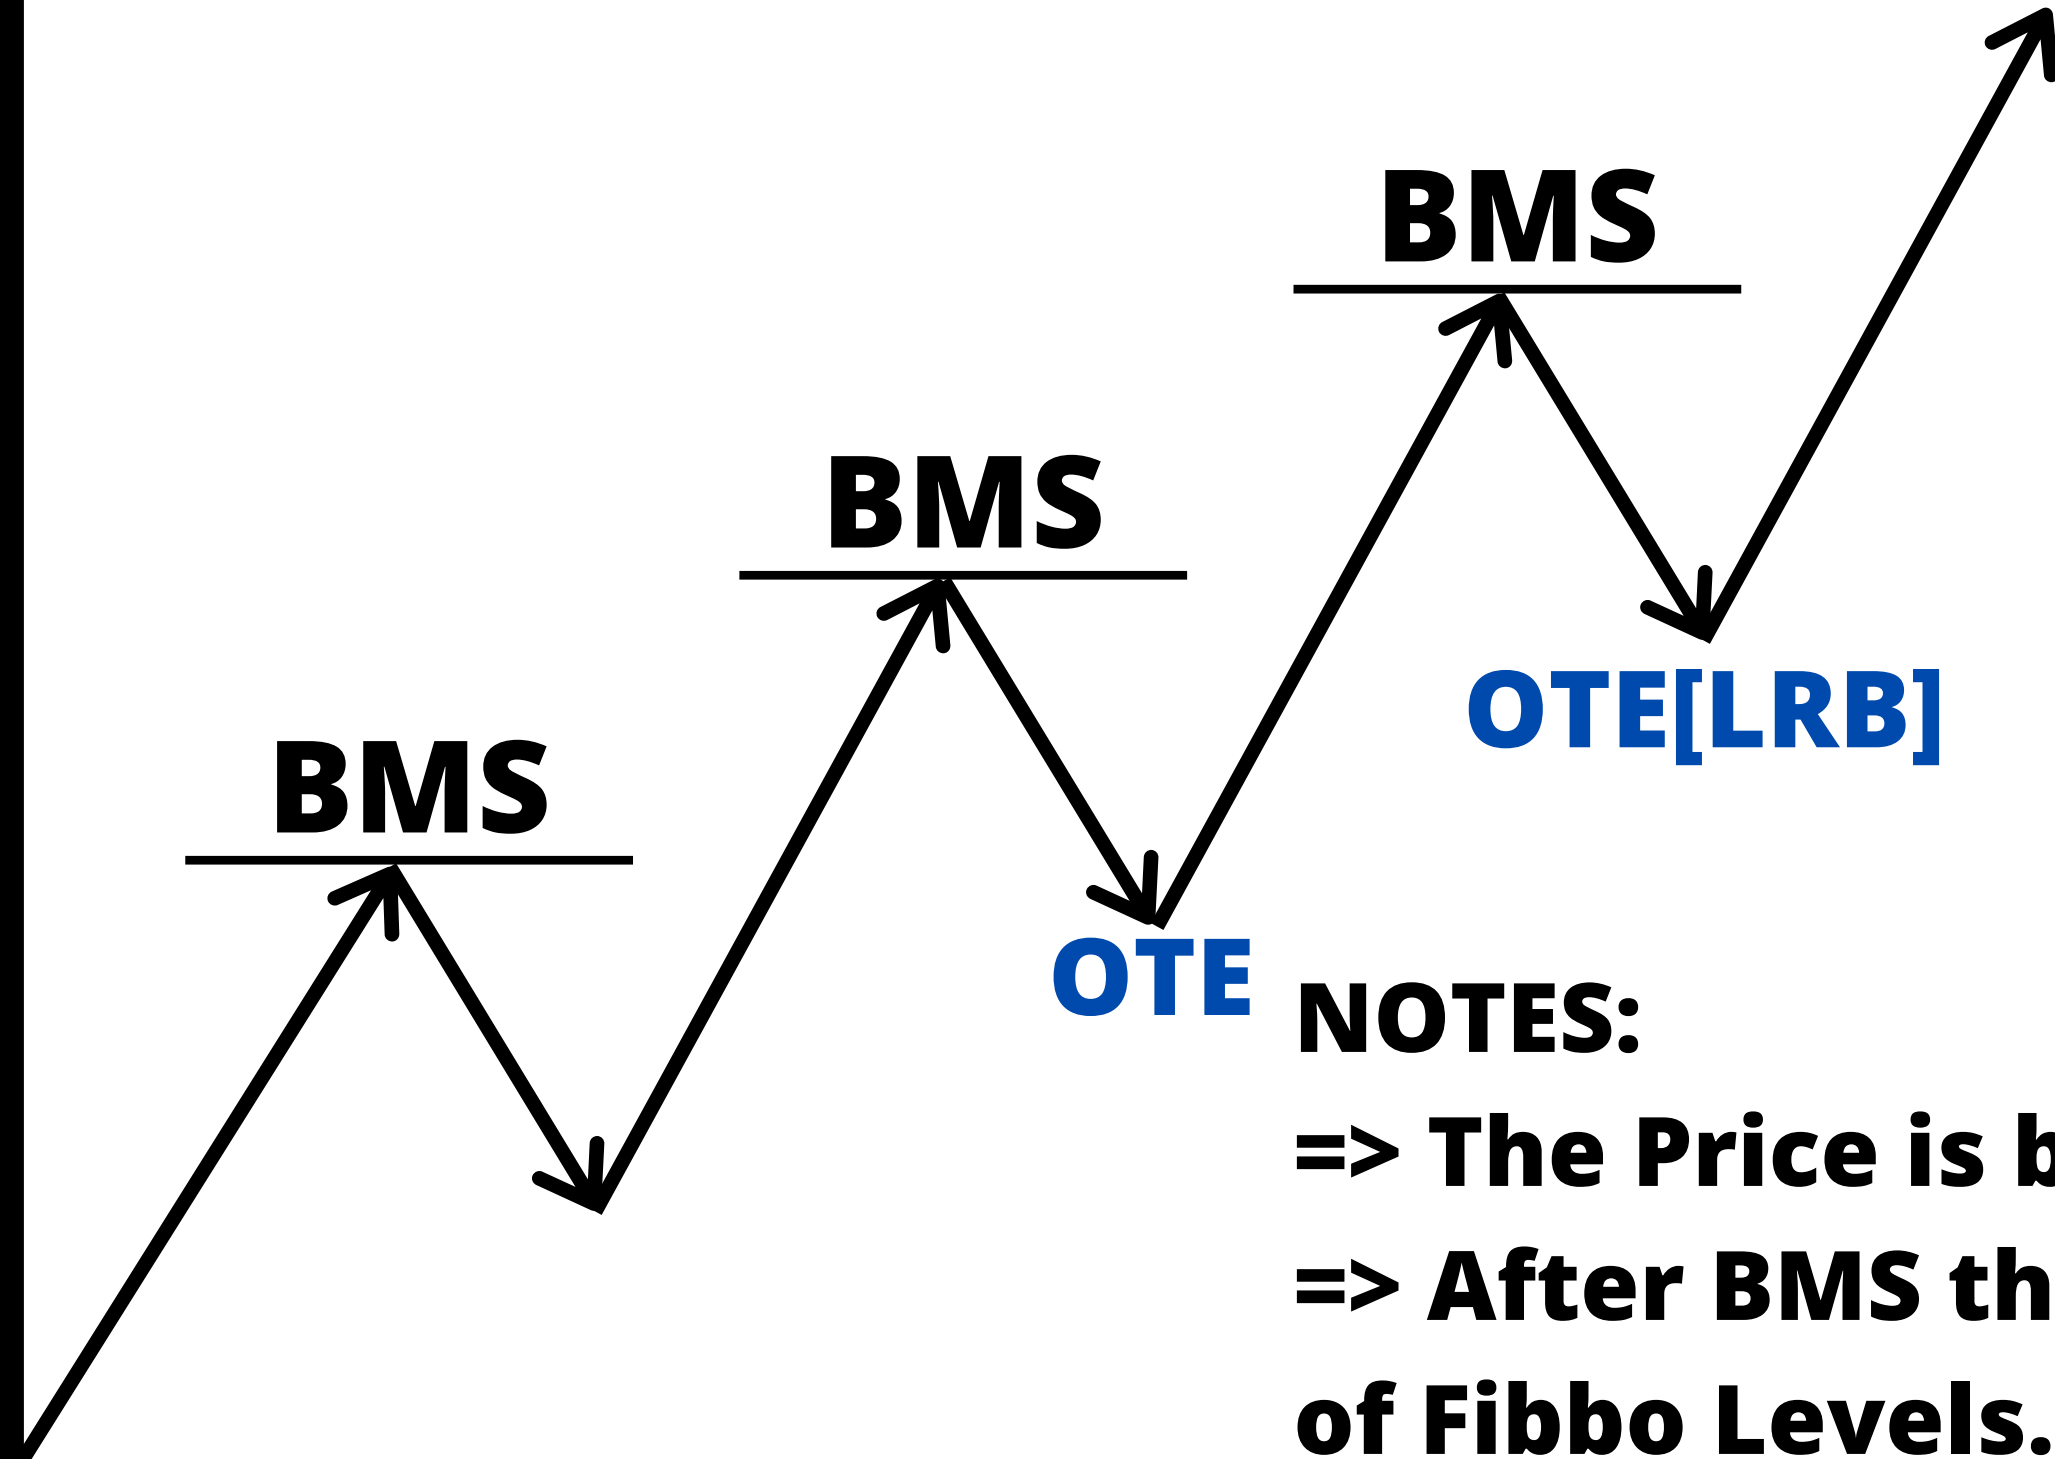 BMS
BMS
BMS
OTE[LRB]
OTE
NOTES:
=> The Price is
=> After BMS
of Fibbo Levels.